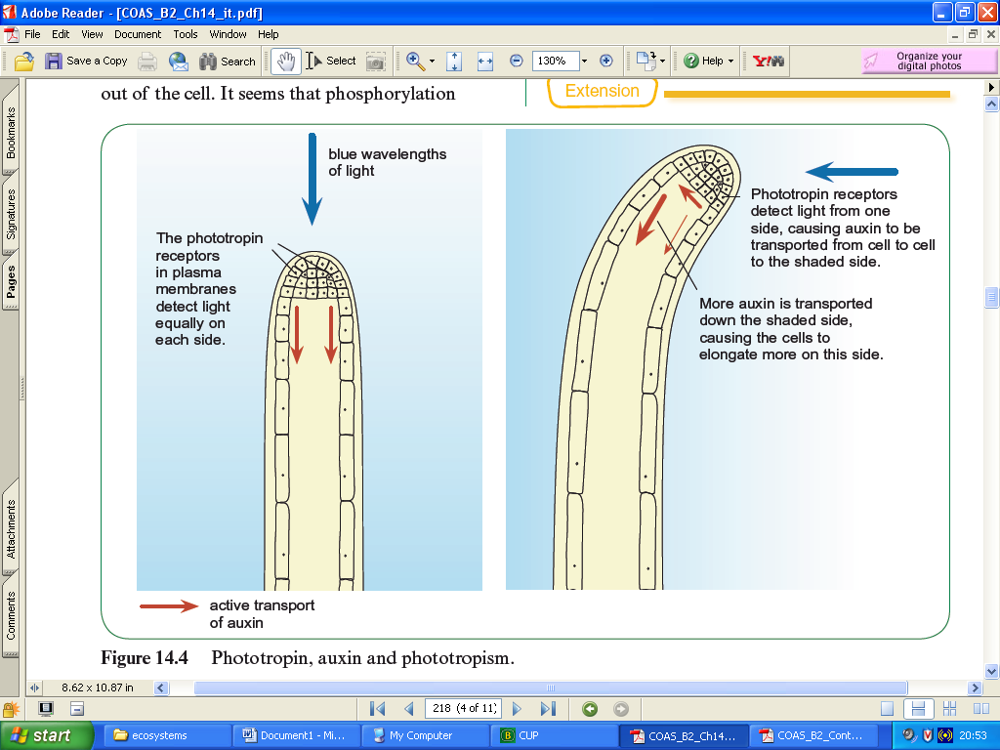 Adobe Reader - [COAS_B2_Ch14_it.pdf]
File Edit View Document Tools Window Help
Save a Copy Search Select 130% Help Y! Organize your
digital photos
Bookmarks
Signatures
Pages
Attachments
Comments
out of the cell. It seems that phosphorylation
Extension
blue wavelengths
of light
The phototropin
receptors
in plasma
membranes
detect light
equally on
each side.
Phototropin receptors
detect light from one
side, causing auxin to be
transported from cell to cell
to the shaded side.
More auxin is transported
down the shaded side,
causing the cells to
elongate more on this side.
active transport
of auxin
Figure 14.4 Phototropin, auxin and phototropism.
8.62 x 10.87 in
218 (4 of 11)
start ecosystems Document1 - Mi... My Computer CUP COAS_B2_Ch14... COAS_B2_Cont... 20:53